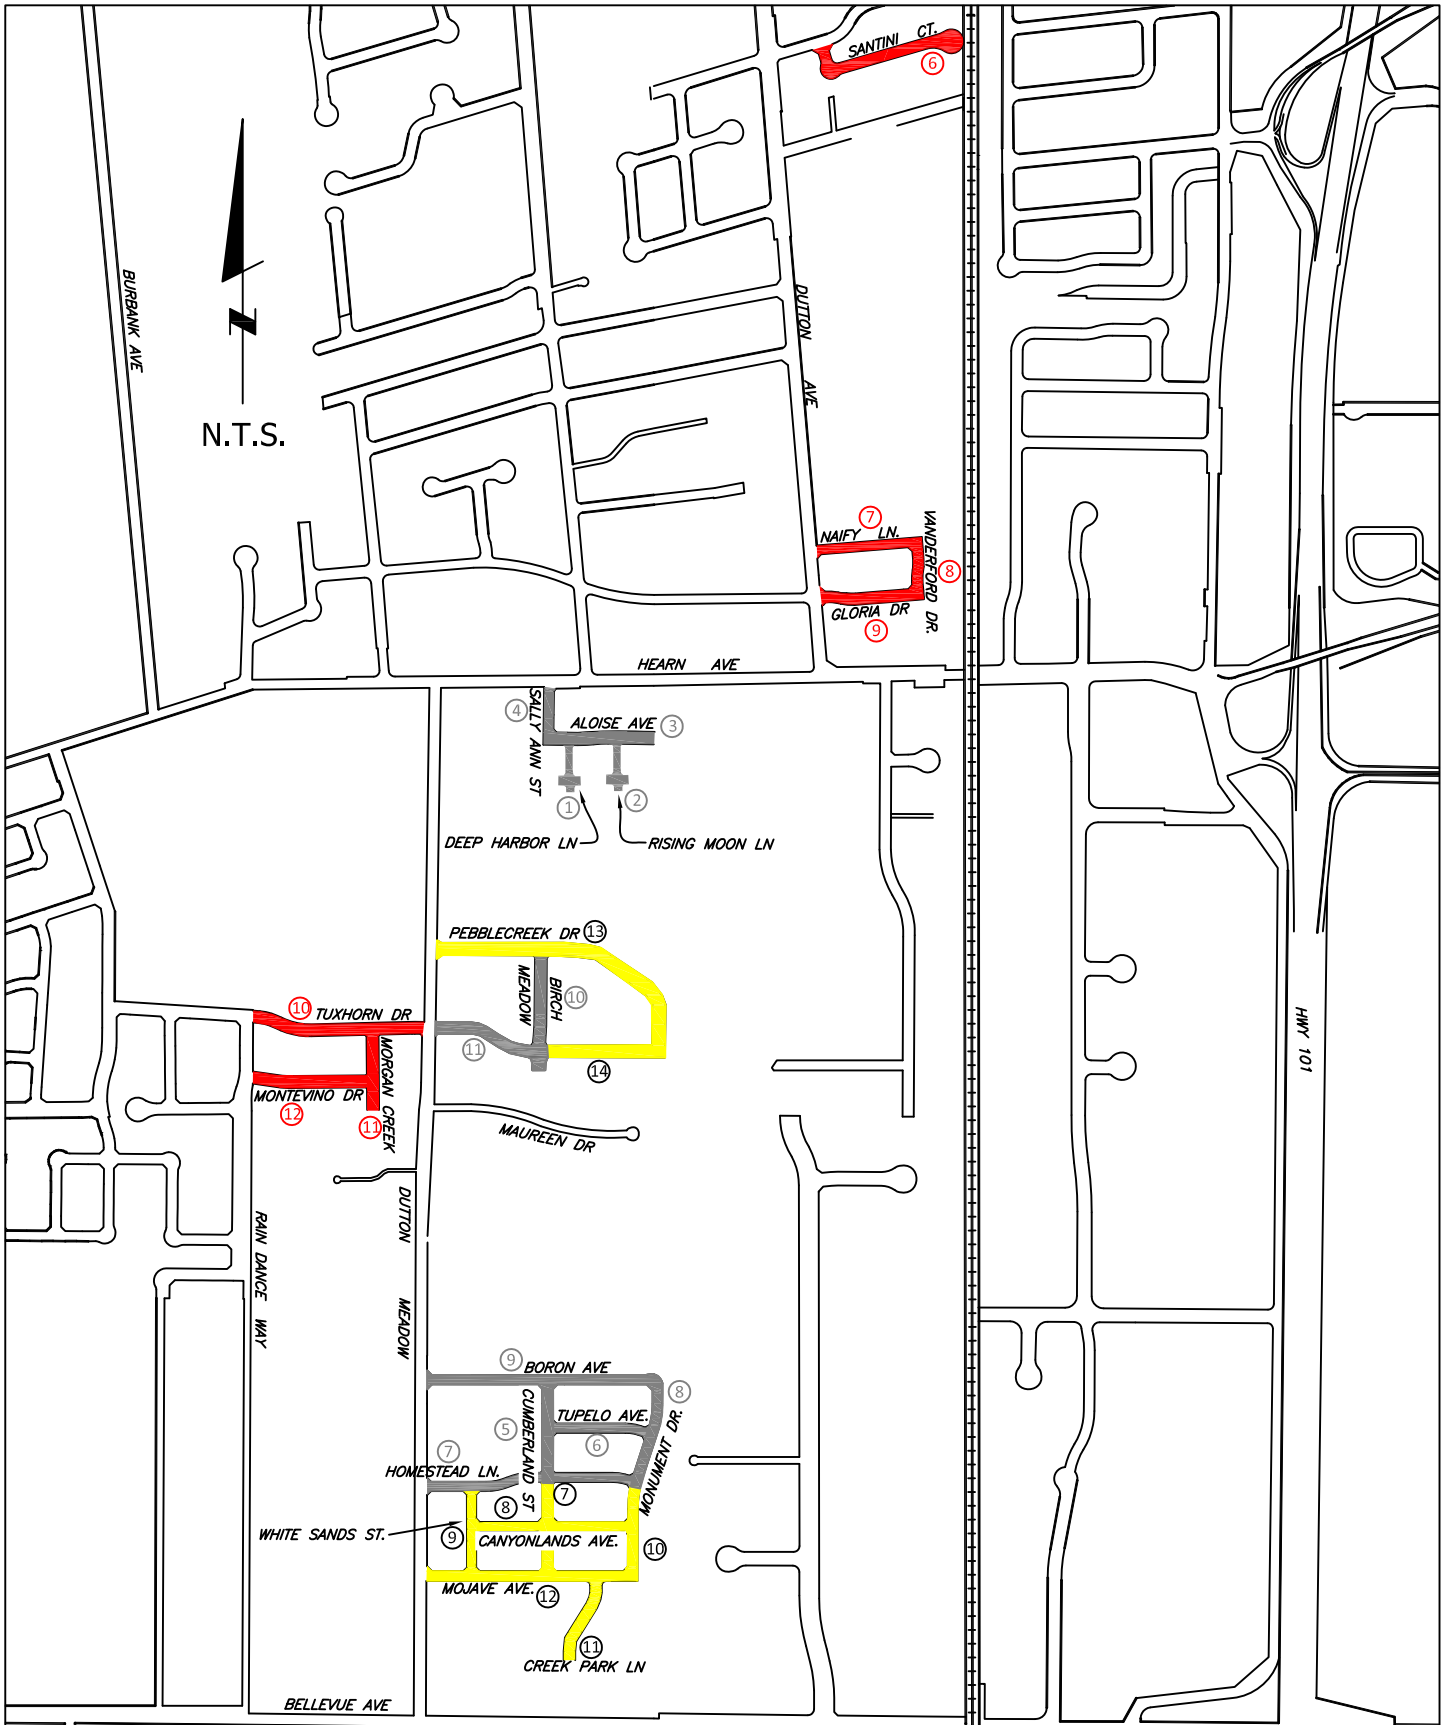 SANTINI CT.
6
BURBANK AVE
DUTTON AVE
N.T.S.
7
NAIFY LN.
VANDERFORD DR.
8
GLORIA DR
9
HEARN AVE
4
SALLY ANN ST
ALOISE AVE
3
1
2
DEEP HARBOR LN
RISING MOON LN
PEBBLECREEK DR
13
MEADOW
BIRCH
10
10
TUXHORN DR
11
14
MORGAN CREEK
MONTEVINO DR
12
11
MAUREEN DR
HWY 101
DUTTON MEADOW
RAIN DANCE WAY
9
BORON AVE
8
CUMBERLAND ST
5
TUPELO AVE.
6
MONUMENT DR.
7
HOMESTEAD LN.
7
8
WHITE SANDS ST.
9
CANYONLANDS AVE.
10
MOJAVE AVE.
12
11
CREEK PARK LN
BELLEVUE AVE